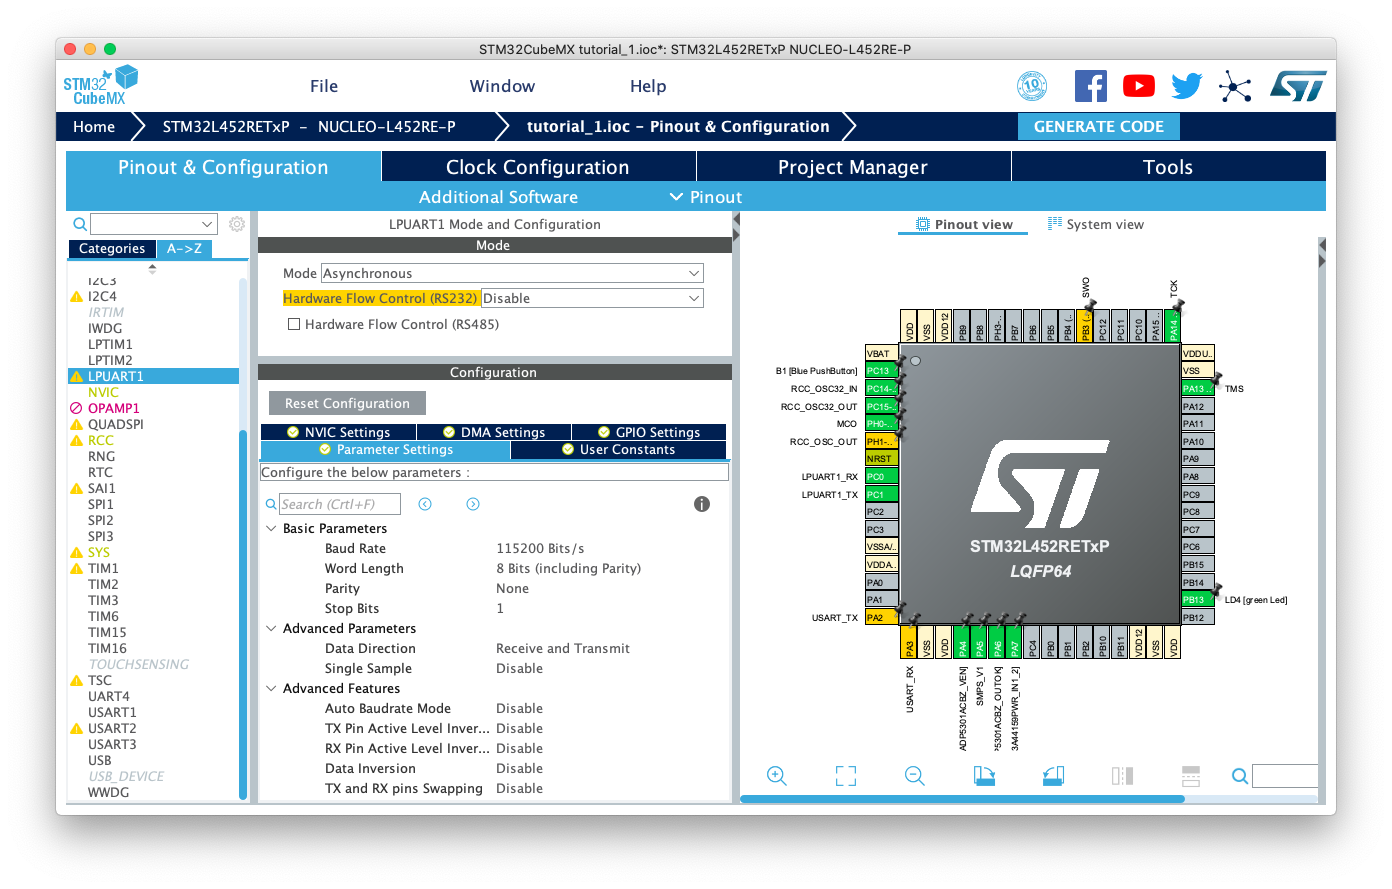 STM32CubeMX tutorial_1.ioc*: STM32L452RETxP NUCLEO-L452RE-P
STM32
CubeMX
File
Window
Help
10
Home
STM32L452RETxP - NUCLEO-L452RE-P
tutorial_1.ioc - Pinout & Configuration
GENERATE CODE
Pinout & Configuration
Clock Configuration
Project Manager
Tools
Additional Software
Pinout
Categories
A->Z
I2C3
I2C4
IRTIM
IWDG
LPTIM1
LPTIM2
LPUART1
NVIC
OPAMP1
QUADSPI
RCC
RNG
RTC
SAI1
SPI1
SPI2
SPI3
SYS
TIM1
TIM2
TIM3
TIM6
TIM15
TIM16
TOUCHSENSING
TSC
UART4
USART1
USART2
USART3
USB
USB_DEVICE
WWDG
LPUART1 Mode and Configuration
Mode
Mode Asynchronous
Hardware Flow Control (RS232) Disable
Hardware Flow Control (RS485)
Configuration
Reset Configuration
NVIC Settings
DMA Settings
GPIO Settings
Parameter Settings
User Constants
Configure the below parameters :
Search (Crtl+F)
Basic Parameters
Baud Rate 115200 Bits/s
Word Length 8 Bits (including Parity)
Parity None
Stop Bits 1
Advanced Parameters
Data Direction Receive and Transmit
Single Sample Disable
Advanced Features
Auto Baudrate Mode Disable
TX Pin Active Level Inver... Disable
RX Pin Active Level Inver... Disable
Data Inversion Disable
TX and RX pins Swapping Disable
Pinout view
System view
SWO
TCK
VDD
VSS
VDD12
PB9
PB8
PH3-..
PB7
PB6
PB5
PB4 (..
PB3 (..
PC12
PC11
PC10
PA15 ..
PA14 ..
VBAT
B1 [Blue PushButton] PC13
RCC_OSC32_IN PC14-..
RCC_OSC32_OUT PC15-..
MCO PH0-..
RCC_OSC_OUT PH1-..
NRST
LPUART1_RX PC0
LPUART1_TX PC1
PC2
PC3
VSSA/..
VDDA..
PA0
PA1
USART_TX PA2
VDDU..
VSS
PA13 .. TMS
PA12
PA11
PA10
PA9
PA8
PC9
PC8
PC7
PC6
PB15
PB14
PB13 LD4 [green Led]
PB12
STM32L452RETxP
LQFP64
PA3
VSS
VDD
PA4
PA5
PA6
PA7
PC4
PB0
PB1
PB2
PB10
PB11
VDD12
VSS
VDD
USART_RX
ADP5301ACBZ_VEN]
SMPS_V1
5301ACBZ_OUTOK]
3A44159PWR_IN1_2]